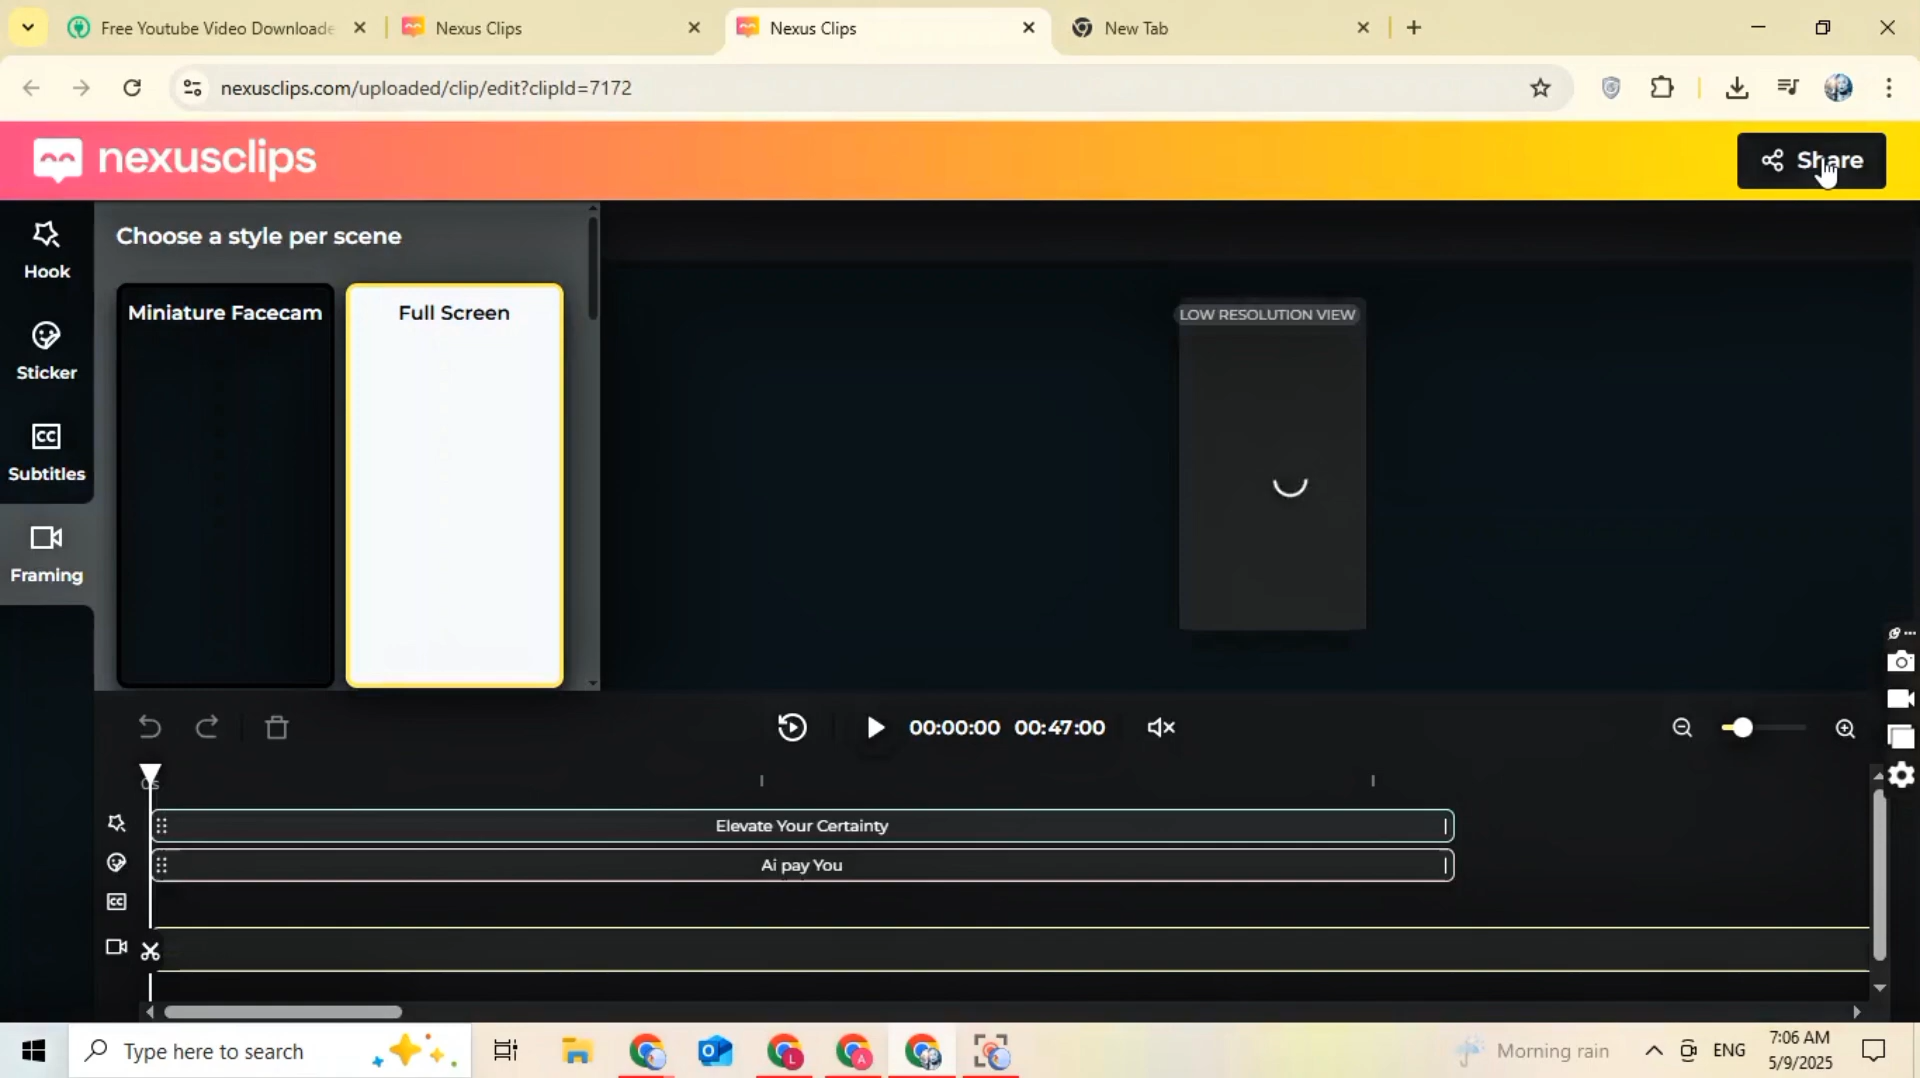 Free Youtube Video Downloade
Nexus Clips
Nexus Clips
New Tab
nexusclips.com/uploaded/clip/edit?clipId=7172
nexusclips
Share
Hook
Sticker
CC
Subtitles
Framing
Choose a style per scene
Miniature Facecam
Full Screen
LOW RESOLUTION VIEW
00:00:00 00:47:00
0s
Elevate Your Certainty
Ai pay You
CC
Type here to search
L
A
Morning rain
ENG
7:06 AM
5/9/2025